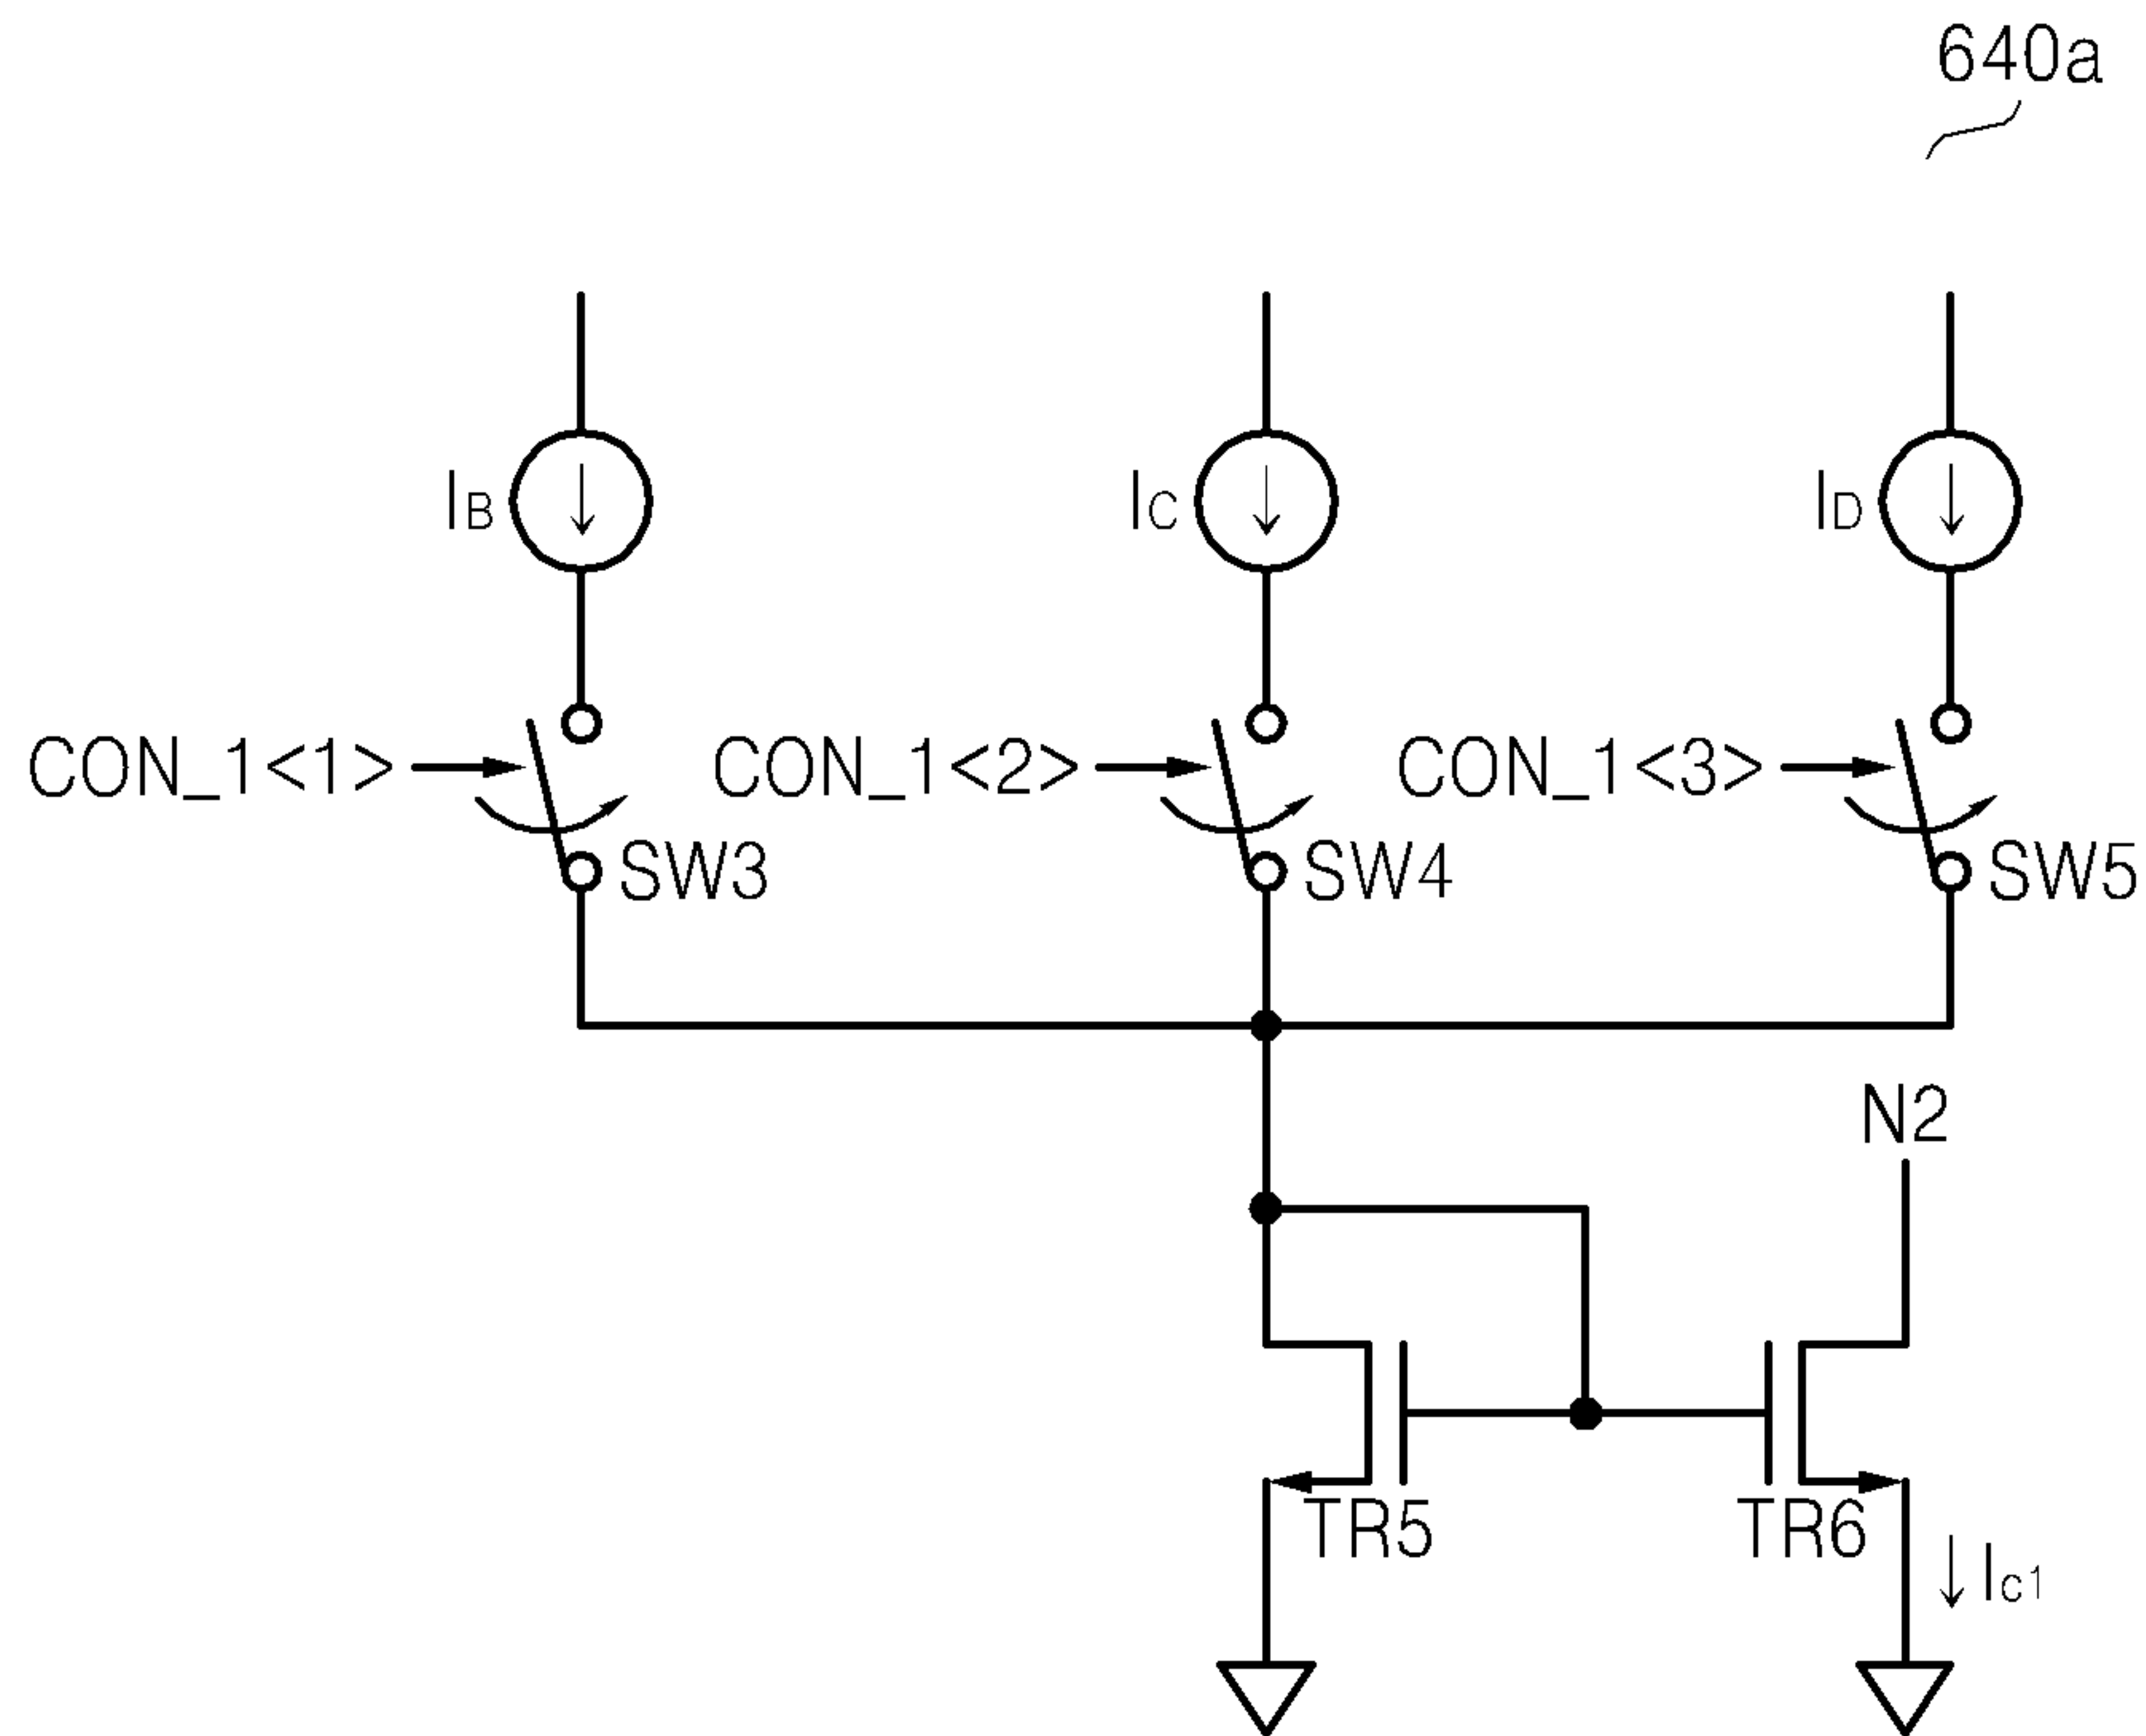 640a
IB
IC
ID
CON_1<1>
CON_1<2>
CON_1<3>
SW3
SW4
SW5
N2
TR5
TR6
Ic1